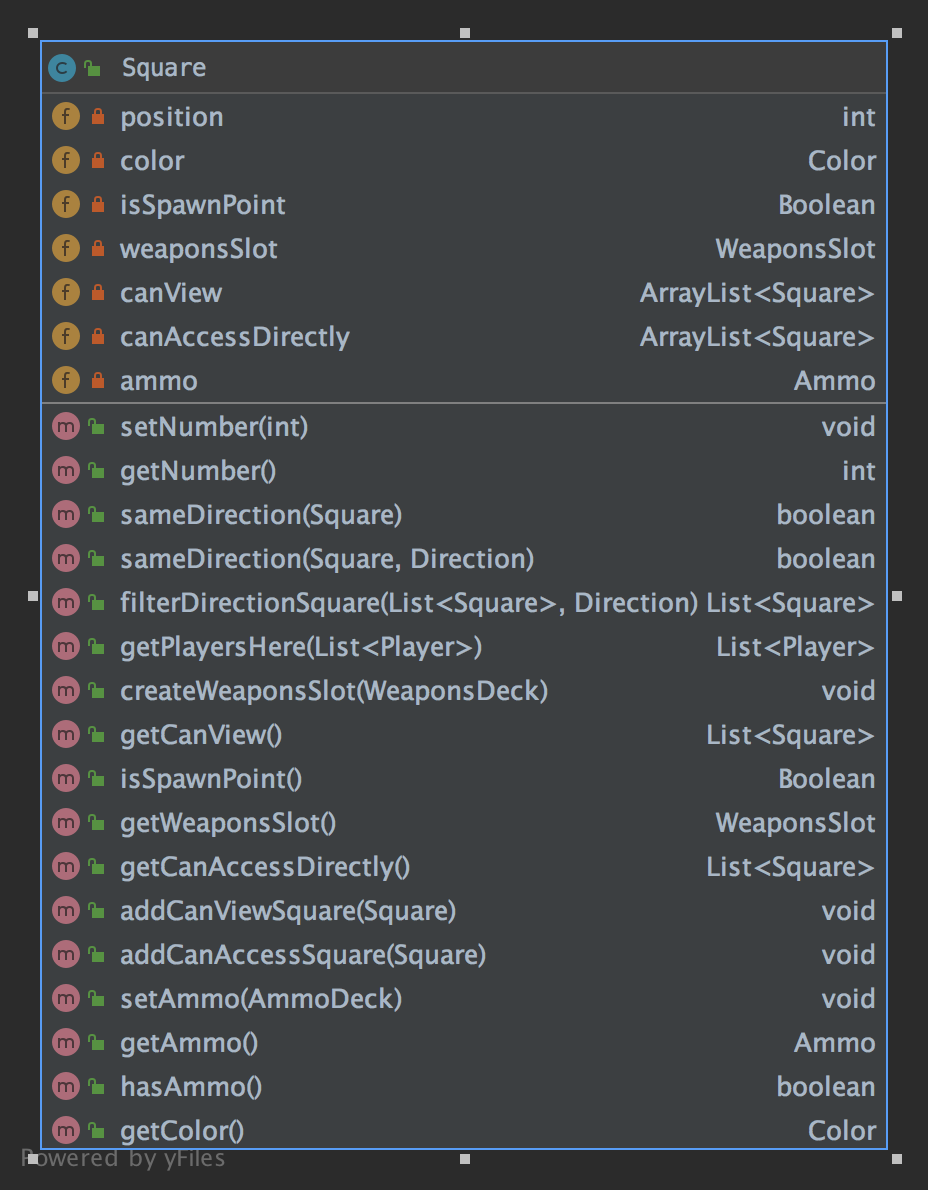 C Square
f position int
f color Color
f isSpawnPoint Boolean
f weaponsSlot WeaponsSlot
f canView ArrayList<Square>
f canAccessDirectly ArrayList<Square>
f ammo Ammo
m setNumber(int) void
m getNumber() int
m sameDirection(Square) boolean
m sameDirection(Square, Direction) boolean
m filterDirectionSquare(List<Square>, Direction) List<Square>
m getPlayersHere(List<Player>) List<Player>
m createWeaponsSlot(WeaponsDeck) void
m getCanView() List<Square>
m isSpawnPoint() Boolean
m getWeaponsSlot() WeaponsSlot
m getCanAccessDirectly() List<Square>
m addCanViewSquare(Square) void
m addCanAccessSquare(Square) void
m setAmmo(AmmoDeck) void
m getAmmo() Ammo
m hasAmmo() boolean
m getColor() Color
Powered by yFiles